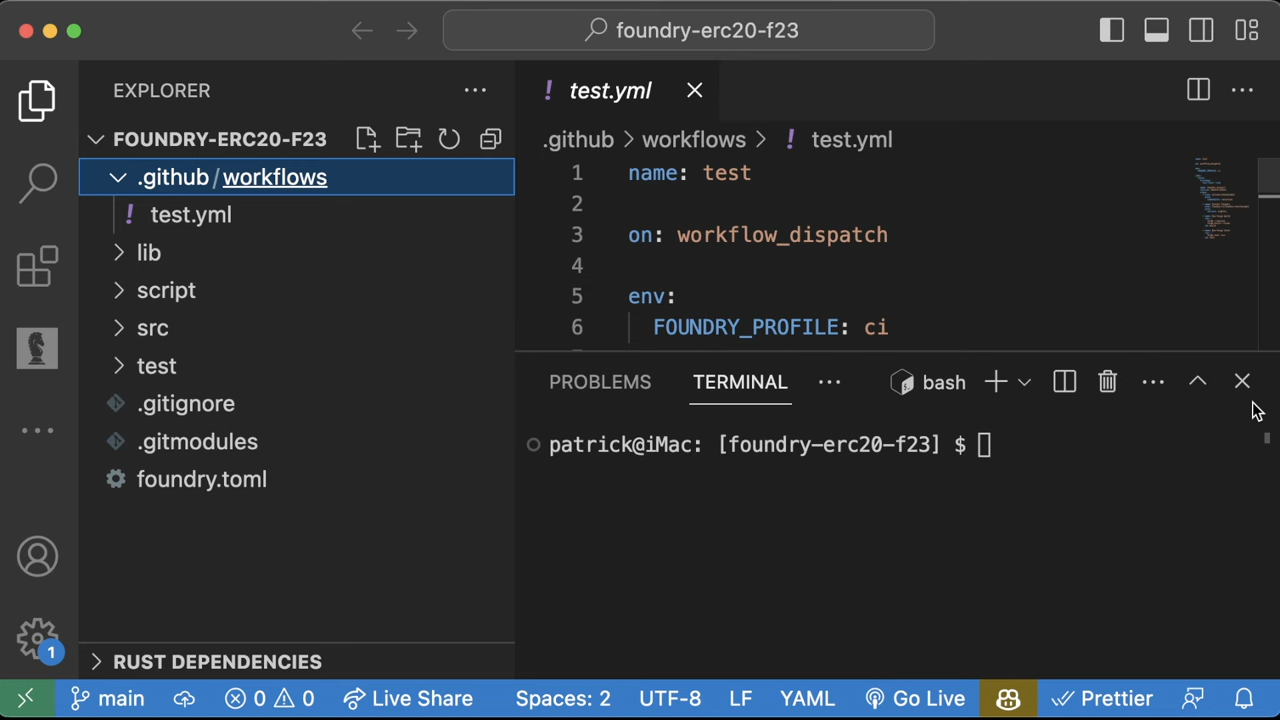 foundry-erc20-f23
EXPLORER
FOUNDRY-ERC20-F23
.github/workflows
test.yml
lib
script
src
test
.gitignore
.gitmodules
foundry.toml
RUST DEPENDENCIES
! test.yml
.github > workflows > ! test.yml
1 name: test
2
3 on: workflow_dispatch
4
5 env:
6 FOUNDRY_PROFILE: ci
PROBLEMS TERMINAL ... bash
patrick@iMac: [foundry-erc20-f23] $
1
main 0 0 Live Share Spaces: 2 UTF-8 LF YAML Go Live Prettier